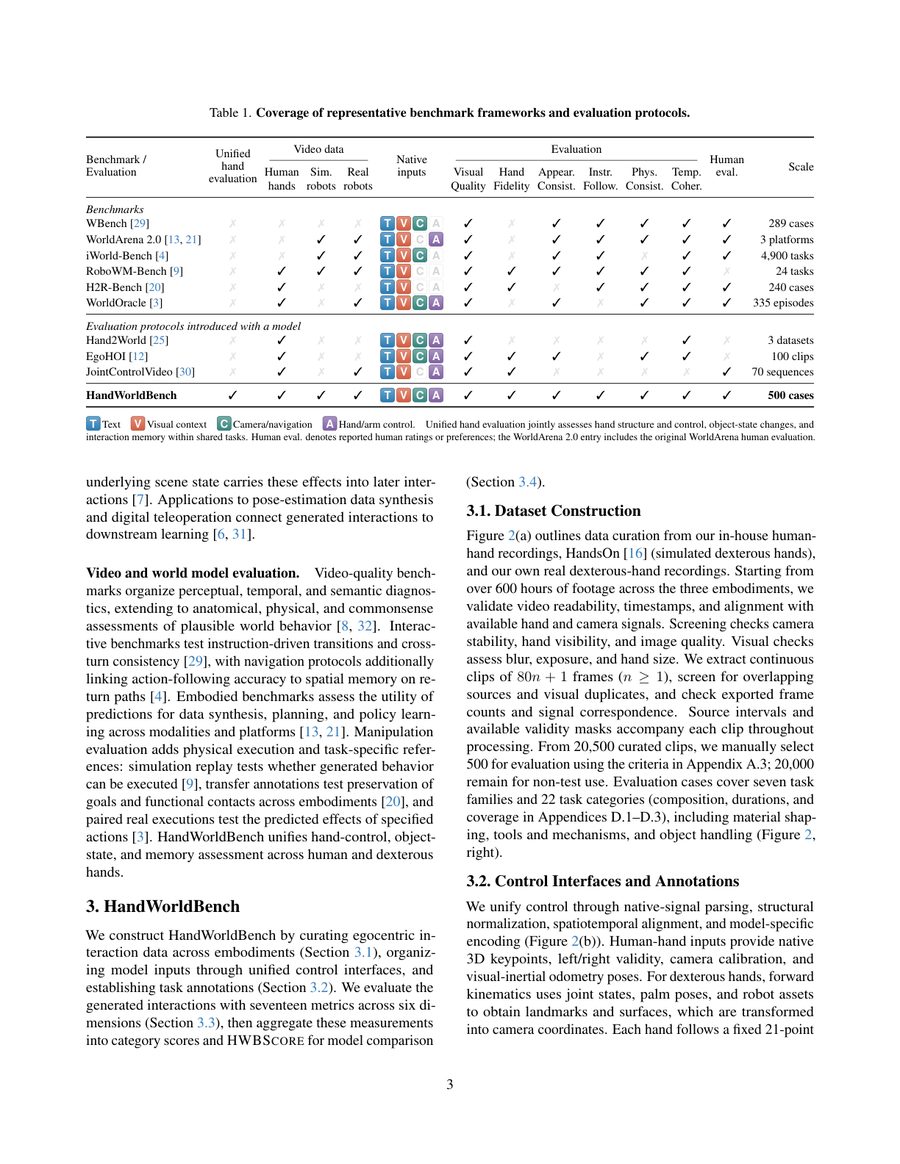 Table 1. Coverage of representative benchmark frameworks and evaluation protocols.
Benchmark / Evaluation Unified hand evaluation Video data Native inputs Evaluation Human eval. Scale
Human hands Sim. robots Real robots Visual Quality Hand Fidelity Appear. Consist. Instr. Follow. Phys. Consist. Temp. Coher.
Benchmarks
WBench [29] ✗ ✗ ✗ ✗ T V C A ✓ ✗ ✓ ✓ ✓ ✓ ✓ 289 cases
WorldArena 2.0 [13, 21] ✗ ✗ ✓ ✓ T V C A ✓ ✗ ✓ ✓ ✓ ✓ ✓ 3 platforms
iWorld-Bench [4] ✗ ✗ ✓ ✓ T V C A ✓ ✗ ✓ ✓ ✗ ✓ ✓ 4,900 tasks
RoboWM-Bench [9] ✗ ✓ ✓ ✓ T V C A ✓ ✓ ✓ ✓ ✓ ✓ ✗ 24 tasks
H2R-Bench [20] ✗ ✓ ✗ ✗ T V C A ✓ ✓ ✗ ✓ ✓ ✓ ✓ 240 cases
WorldOracle [3] ✗ ✓ ✗ ✓ T V C A ✓ ✗ ✓ ✗ ✓ ✓ ✓ 335 episodes
Evaluation protocols introduced with a model
Hand2World [25] ✗ ✓ ✗ ✗ T V C A ✓ ✗ ✗ ✗ ✗ ✓ ✗ 3 datasets
EgoHOI [12] ✗ ✓ ✗ ✗ T V C A ✓ ✓ ✓ ✗ ✓ ✓ ✗ 100 clips
JointControlVideo [30] ✗ ✓ ✗ ✓ T V C A ✓ ✓ ✗ ✗ ✗ ✗ ✓ 70 sequences
HandWorldBench ✓ ✓ ✓ ✓ T V C A ✓ ✓ ✓ ✓ ✓ ✓ ✓ 500 cases
T Text V Visual context C Camera/navigation A Hand/arm control. Unified hand evaluation jointly assesses hand structure and control, object-state changes, and
interaction memory within shared tasks. Human eval. denotes reported human ratings or preferences; the WorldArena 2.0 entry includes the original WorldArena human evaluation.
underlying scene state carries these effects into later inter-
actions [7]. Applications to pose-estimation data synthesis
and digital teleoperation connect generated interactions to
downstream learning [6, 31].
Video and world model evaluation. Video-quality bench-
marks organize perceptual, temporal, and semantic diagnos-
tics, extending to anatomical, physical, and commonsense
assessments of plausible world behavior [8, 32]. Interac-
tive benchmarks test instruction-driven transitions and cross-
turn consistency [29], with navigation protocols additionally
linking action-following accuracy to spatial memory on re-
turn paths [4]. Embodied benchmarks assess the utility of
predictions for data synthesis, planning, and policy learn-
ing across modalities and platforms [13, 21]. Manipulation
evaluation adds physical execution and task-specific refer-
ences: simulation replay tests whether generated behavior
can be executed [9], transfer annotations test preservation of
goals and functional contacts across embodiments [20], and
paired real executions test the predicted effects of specified
actions [3]. HandWorldBench unifies hand-control, object-
state, and memory assessment across human and dexterous
hands.
3. HandWorldBench
We construct HandWorldBench by curating egocentric in-
teraction data across embodiments (Section 3.1), organiz-
ing model inputs through unified control interfaces, and
establishing task annotations (Section 3.2). We evaluate the
generated interactions with seventeen metrics across six di-
mensions (Section 3.3), then aggregate these measurements
into category scores and HWBSCORE for model comparison
(Section 3.4).
3.1. Dataset Construction
Figure 2(a) outlines data curation from our in-house human-
hand recordings, HandsOn [16] (simulated dexterous hands),
and our own real dexterous-hand recordings. Starting from
over 600 hours of footage across the three embodiments, we
validate video readability, timestamps, and alignment with
available hand and camera signals. Screening checks camera
stability, hand visibility, and image quality. Visual checks
assess blur, exposure, and hand size. We extract continuous
clips of 80n + 1 frames (n ≥ 1), screen for overlapping
sources and visual duplicates, and check exported frame
counts and signal correspondence. Source intervals and
available validity masks accompany each clip throughout
processing. From 20,500 curated clips, we manually select
500 for evaluation using the criteria in Appendix A.3; 20,000
remain for non-test use. Evaluation cases cover seven task
families and 22 task categories (composition, durations, and
coverage in Appendices D.1–D.3), including material shap-
ing, tools and mechanisms, and object handling (Figure 2,
right).
3.2. Control Interfaces and Annotations
We unify control through native-signal parsing, structural
normalization, spatiotemporal alignment, and model-specific
encoding (Figure 2(b)). Human-hand inputs provide native
3D keypoints, left/right validity, camera calibration, and
visual-inertial odometry poses. For dexterous hands, forward
kinematics uses joint states, palm poses, and robot assets
to obtain landmarks and surfaces, which are transformed
into camera coordinates. Each hand follows a fixed 21-point
3